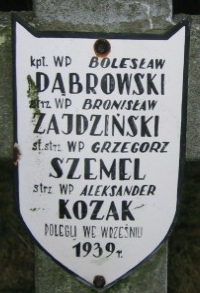 kpt. WP BOLESŁAW
DĄBROWSKI
strz WP BRONISŁAW
ZAJDZIŃSKI
st.strz WP GRZEGORZ
SZEMEL
strz WP ALEKSANDER
KOZAK
POLEGLI WE WRZEŚNIU
1939r.